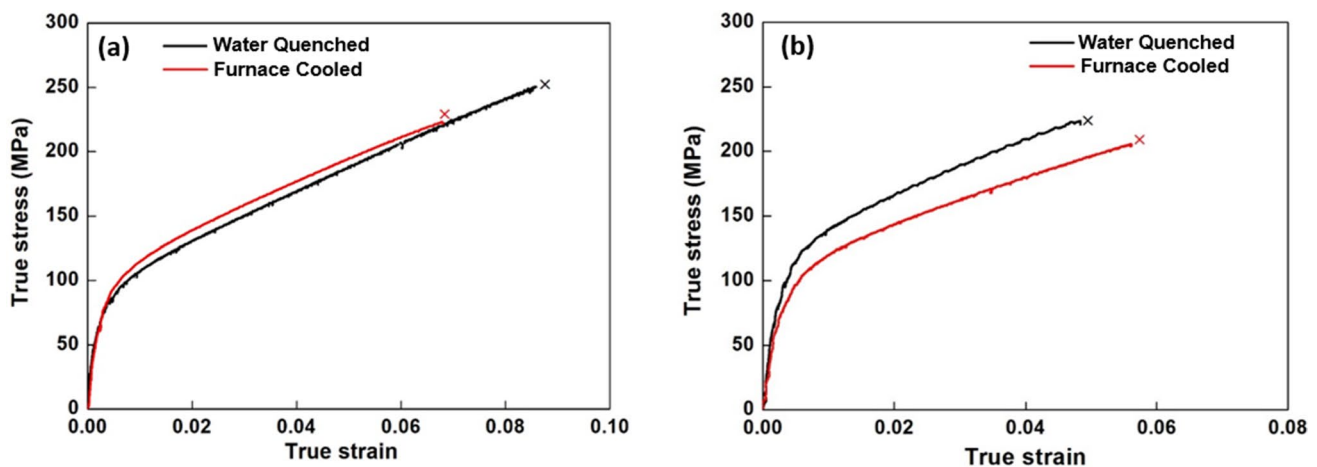 (a)
Water Quenched
Furnace Cooled
True stress (MPa)
300
250
200
150
100
50
0
0.00 0.02 0.04 0.06 0.08 0.10
True strain
(b)
Water Quenched
Furnace Cooled
True stress (MPa)
300
250
200
150
100
50
0
0.00 0.02 0.04 0.06 0.08
True strain